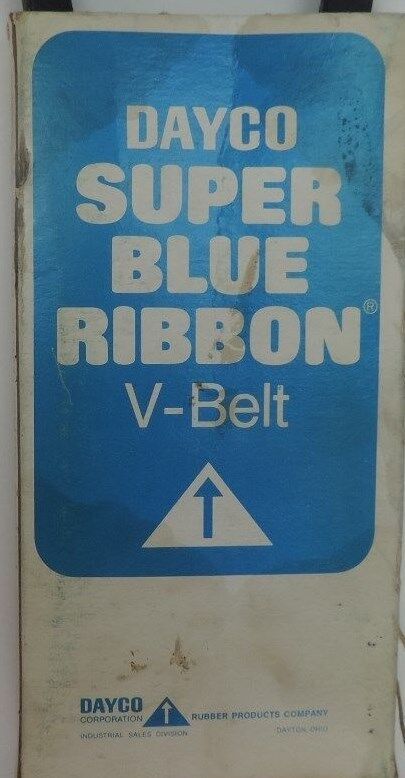 DAYCO
SUPER
BLUE
RIBBON®
V-Belt
DAYCO
CORPORATION
RUBBER PRODUCTS COMPANY
INDUSTRIAL SALES DIVISION
DAYTON, OHIO